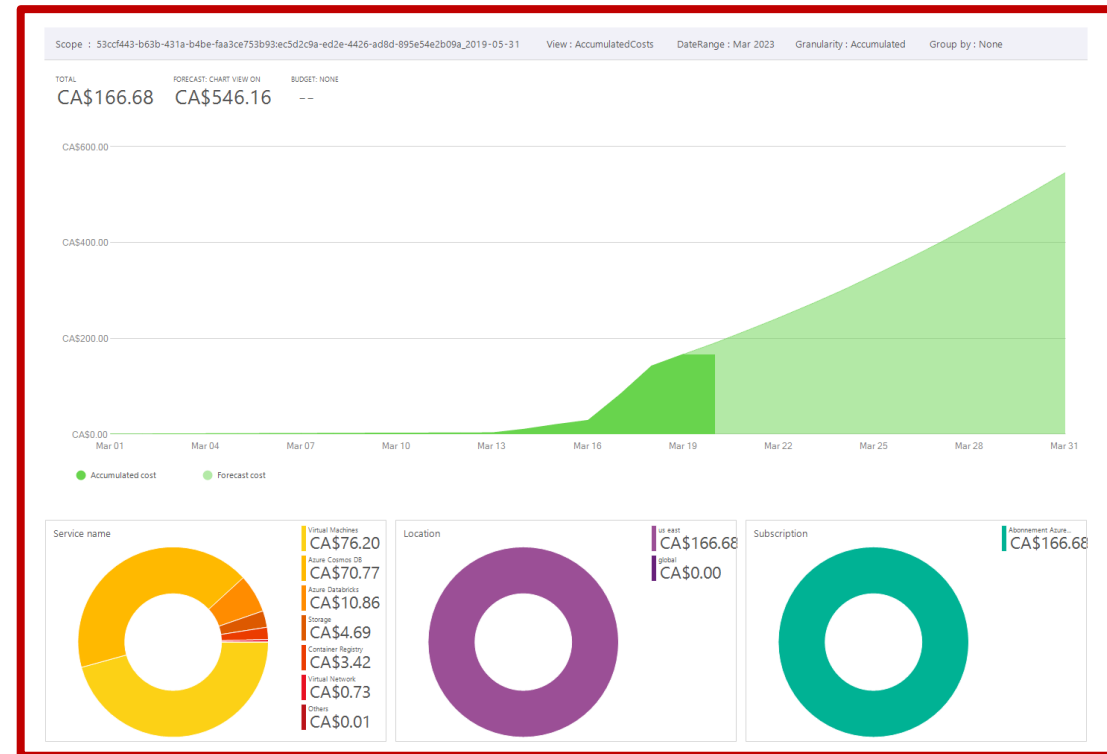 Scope : 53ccf443-b63b-431a-b4be-faa3ce753b93:ec5d2c9a-ed2e-4426-ad8d-895e54e2b09a_2019-05-31 View : AccumulatedCosts DateRange : Mar 2023 Granularity : Accumulated Group by : None
TOTAL FORECAST: CHART VIEW ON BUDGET: NONE
CA$166.68 CA$546.16 --
CA$600.00
CA$400.00
CA$200.00
CA$0.00
Mar 01 Mar 04 Mar 07 Mar 10 Mar 13 Mar 16 Mar 19 Mar 22 Mar 25 Mar 28 Mar 31
Accumulated cost Forecast cost
Service name
Virtual Machines
CA$76.20
Azure Cosmos DB
CA$70.77
Azure Databricks
CA$10.86
Storage
CA$4.69
Container Registry
CA$3.42
Virtual Network
CA$0.73
Others
CA$0.01
Location
us east
CA$166.68
global
CA$0.00
Subscription
Abonnement Azure...
CA$166.68